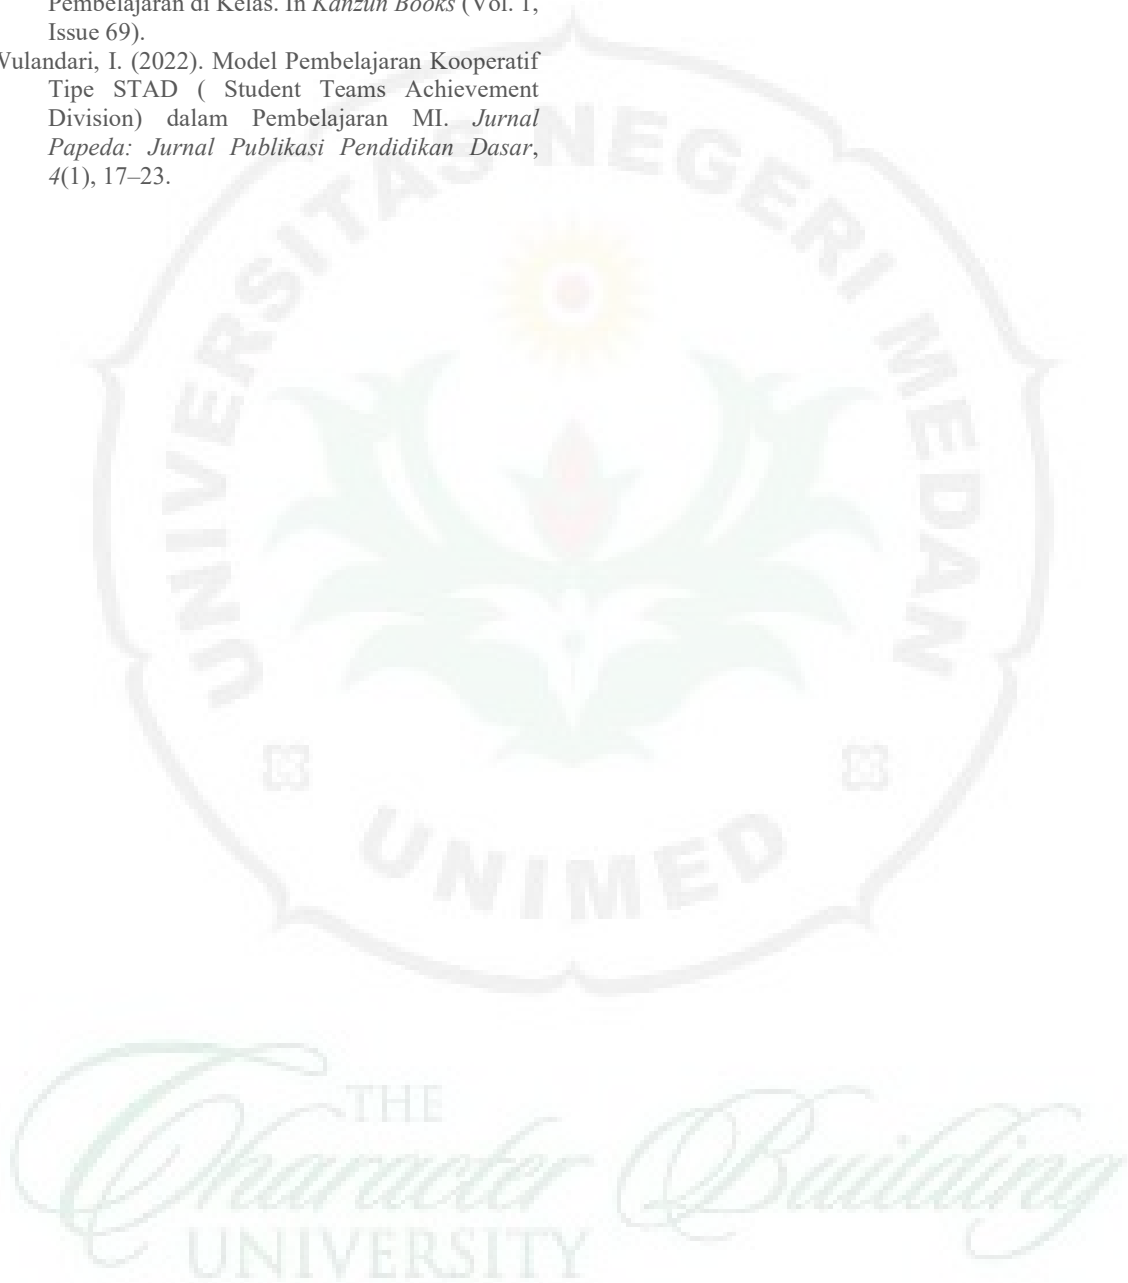 Pembelajaran di Kelas. In Kanzun Books (Vol. 1,
Issue 69).
Wulandari, I. (2022). Model Pembelajaran Kooperatif
Tipe STAD ( Student Teams Achievement
Division) dalam Pembelajaran MI. Jurnal
Papeda: Jurnal Publikasi Pendidikan Dasar,
4(1), 17–23.
UNIVERSITAS NEGERI MEDAN
UNIMED
THE
Character Building
UNIVERSITY